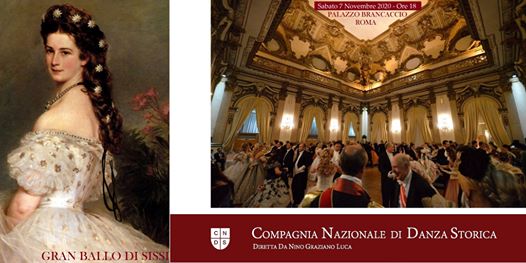 Sabato 7 Novembre 2020 - Ore 18
PALAZZO BRANCACCIO
ROMA
GRAN BALLO DI SISSI
CNDS
COMPAGNIA NAZIONALE DI DANZA STORICA
DIRETTA DA NINO GRAZIANO LUCA